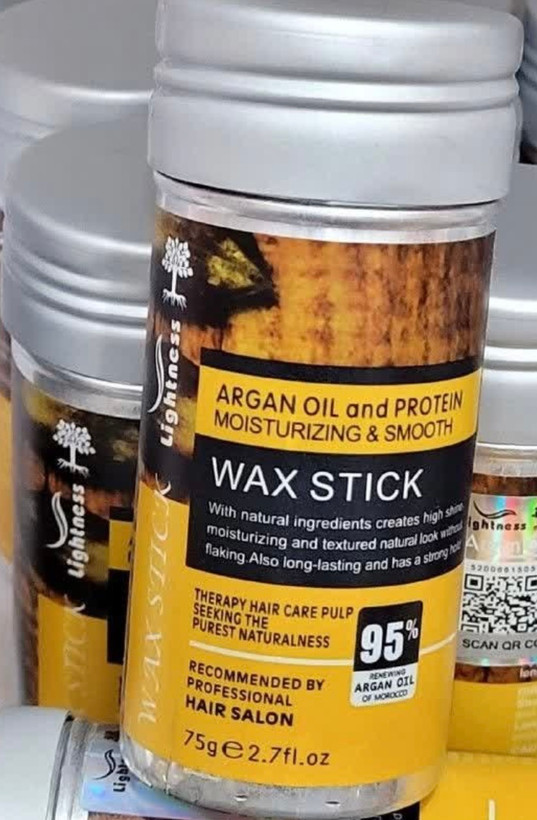 Lightness
WAX STICK
ARGAN OIL and PROTEIN
MOISTURIZING & SMOOTH
WAX STICK
With natural ingredients creates high shine
moisturizing and textured natural look without
flaking.Also long-lasting and has a strong hold
THERAPY HAIR CARE PULP
SEEKING THE
PUREST NATURALNESS
95%
RENEWING
ARGAN OIL
OF MOROCCO
RECOMMENDED BY
PROFESSIONAL
HAIR SALON
75g℮2.7fl.oz
Lightness
STICK
ightness
SCAN QR CO
Ligh